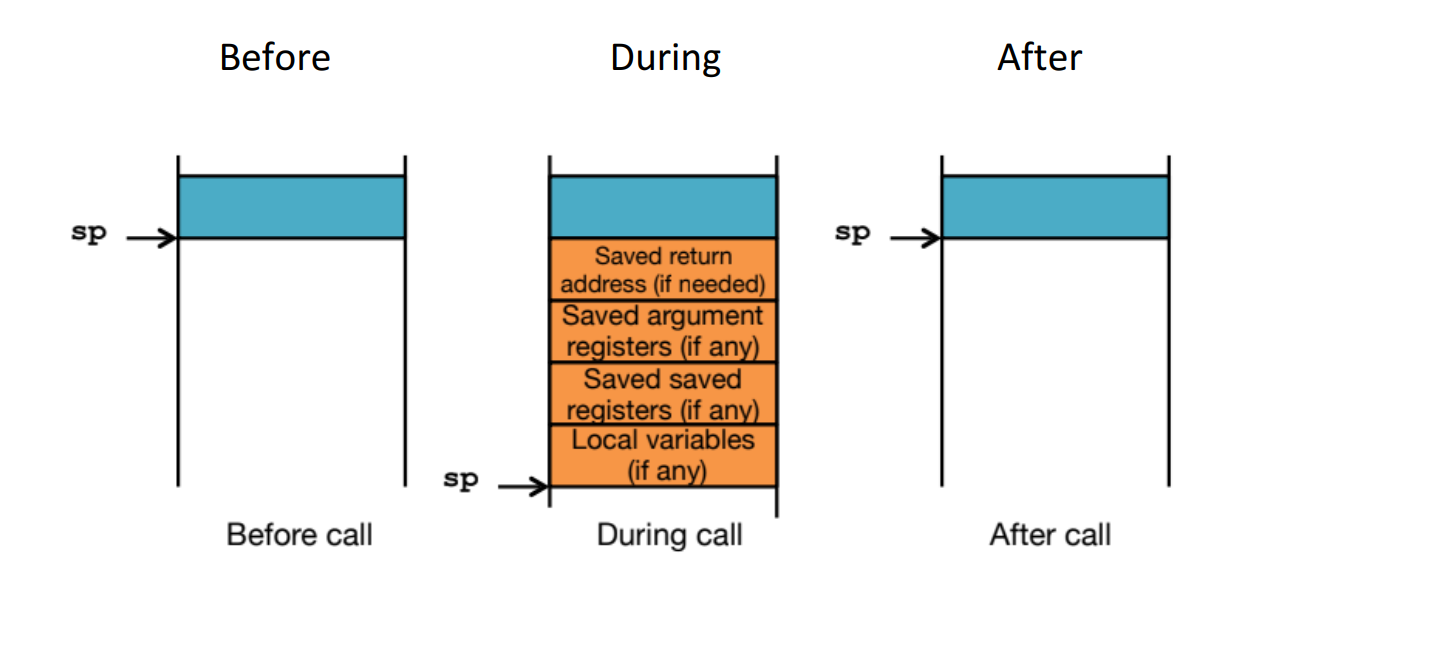 Before
During
After
sp
sp
Saved return
address (if needed)
Saved argument
registers (if any)
Saved saved
registers (if any)
Local variables
(if any)
sp
Before call
During call
After call